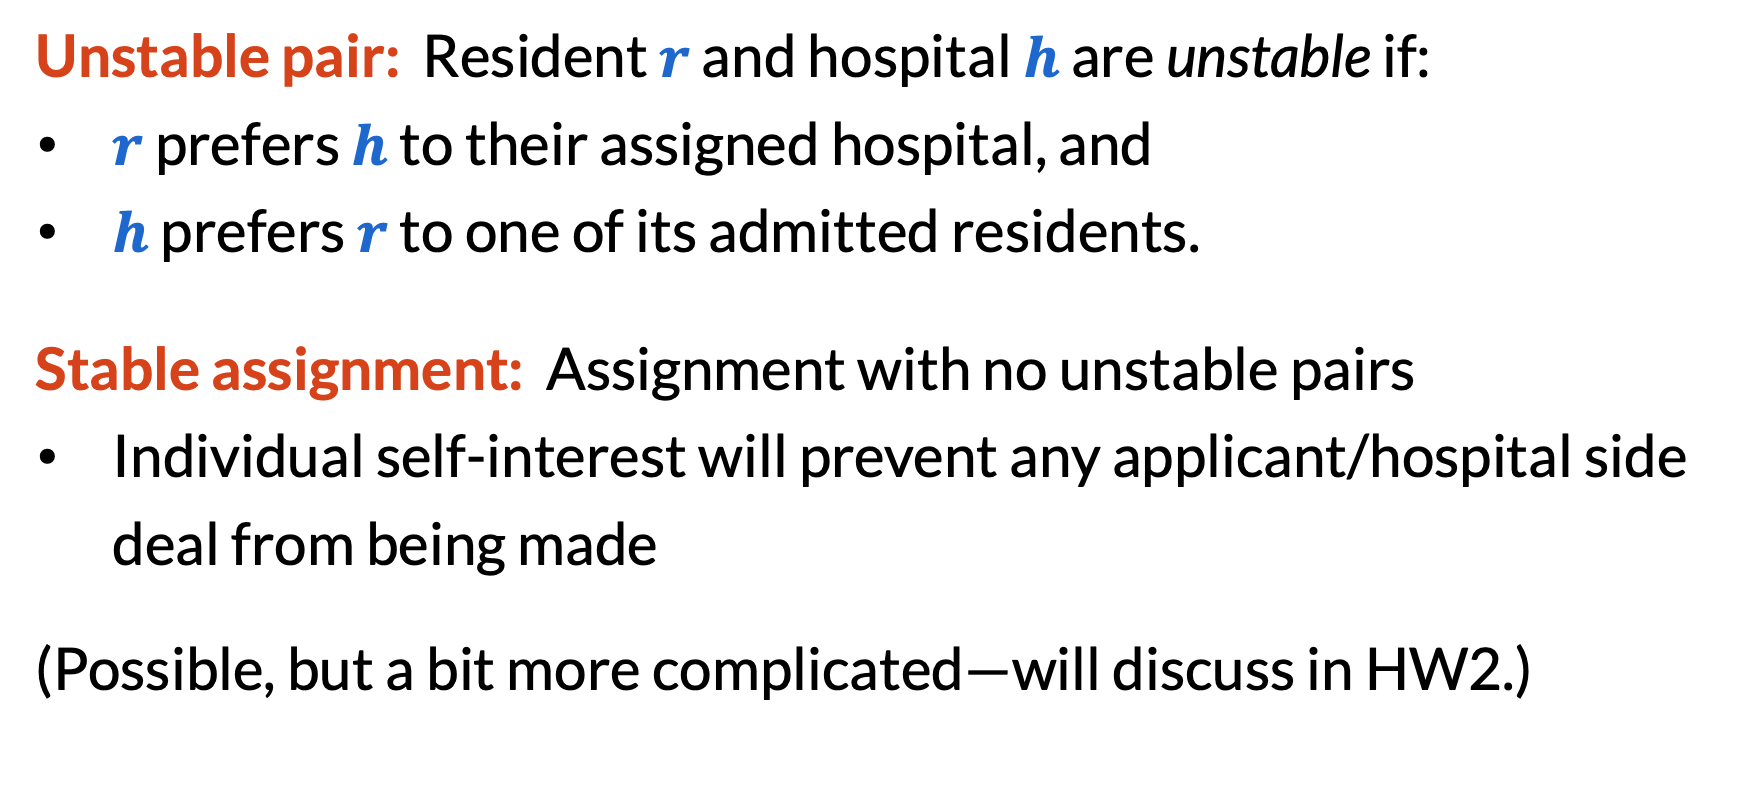 Unstable pair: Resident r and hospital h are unstable if:
• r prefers h to their assigned hospital, and
• h prefers r to one of its admitted residents.
Stable assignment: Assignment with no unstable pairs
• Individual self-interest will prevent any applicant/hospital side
deal from being made
(Possible, but a bit more complicated—will discuss in HW2.)